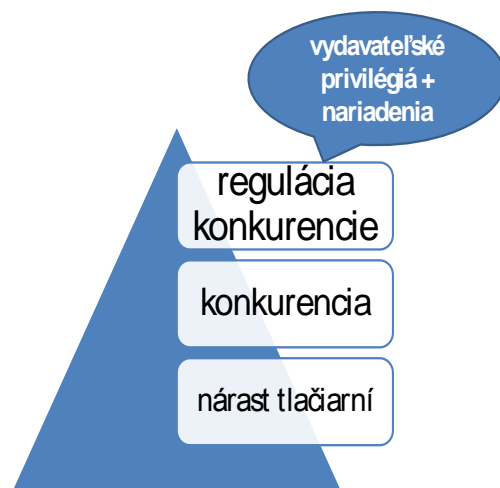 vydavateľské
privilégiá +
nariadenia
regulácia
konkurencie
konkurencia
nárast tlačiarní